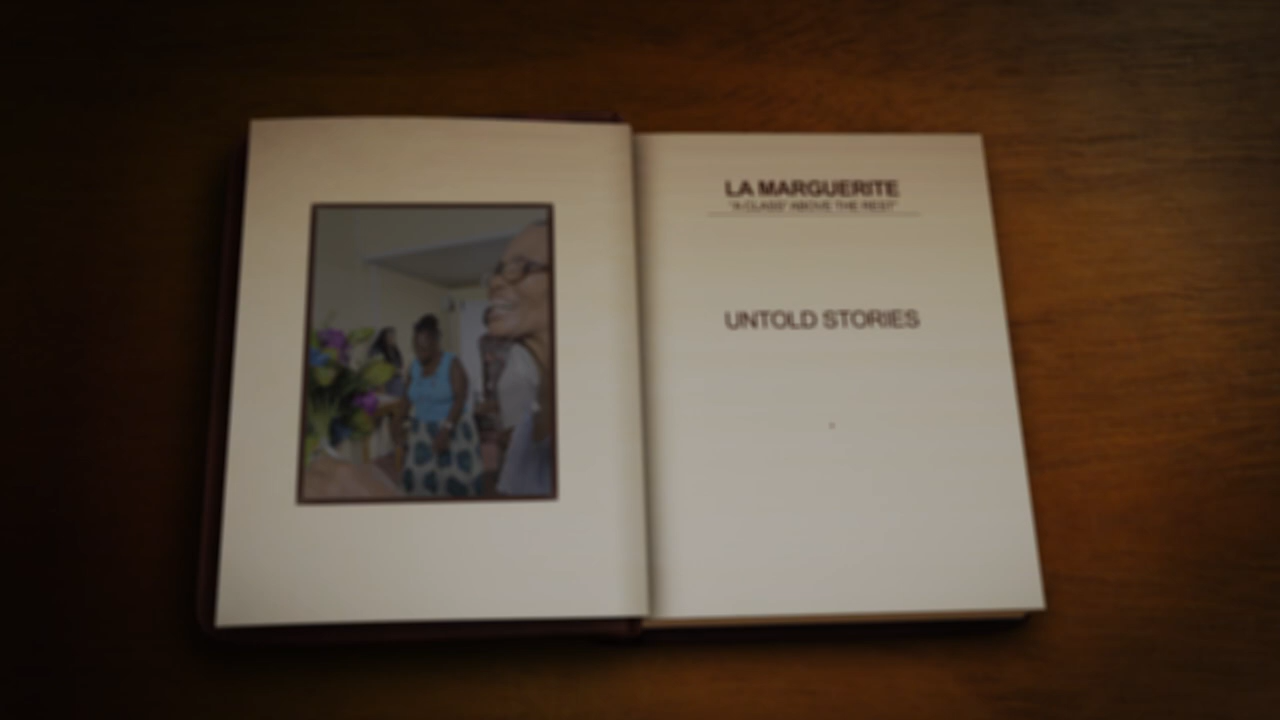 LA MARGUERITE
"A CLASS' ABOVE THE REST"
UNTOLD STORIES